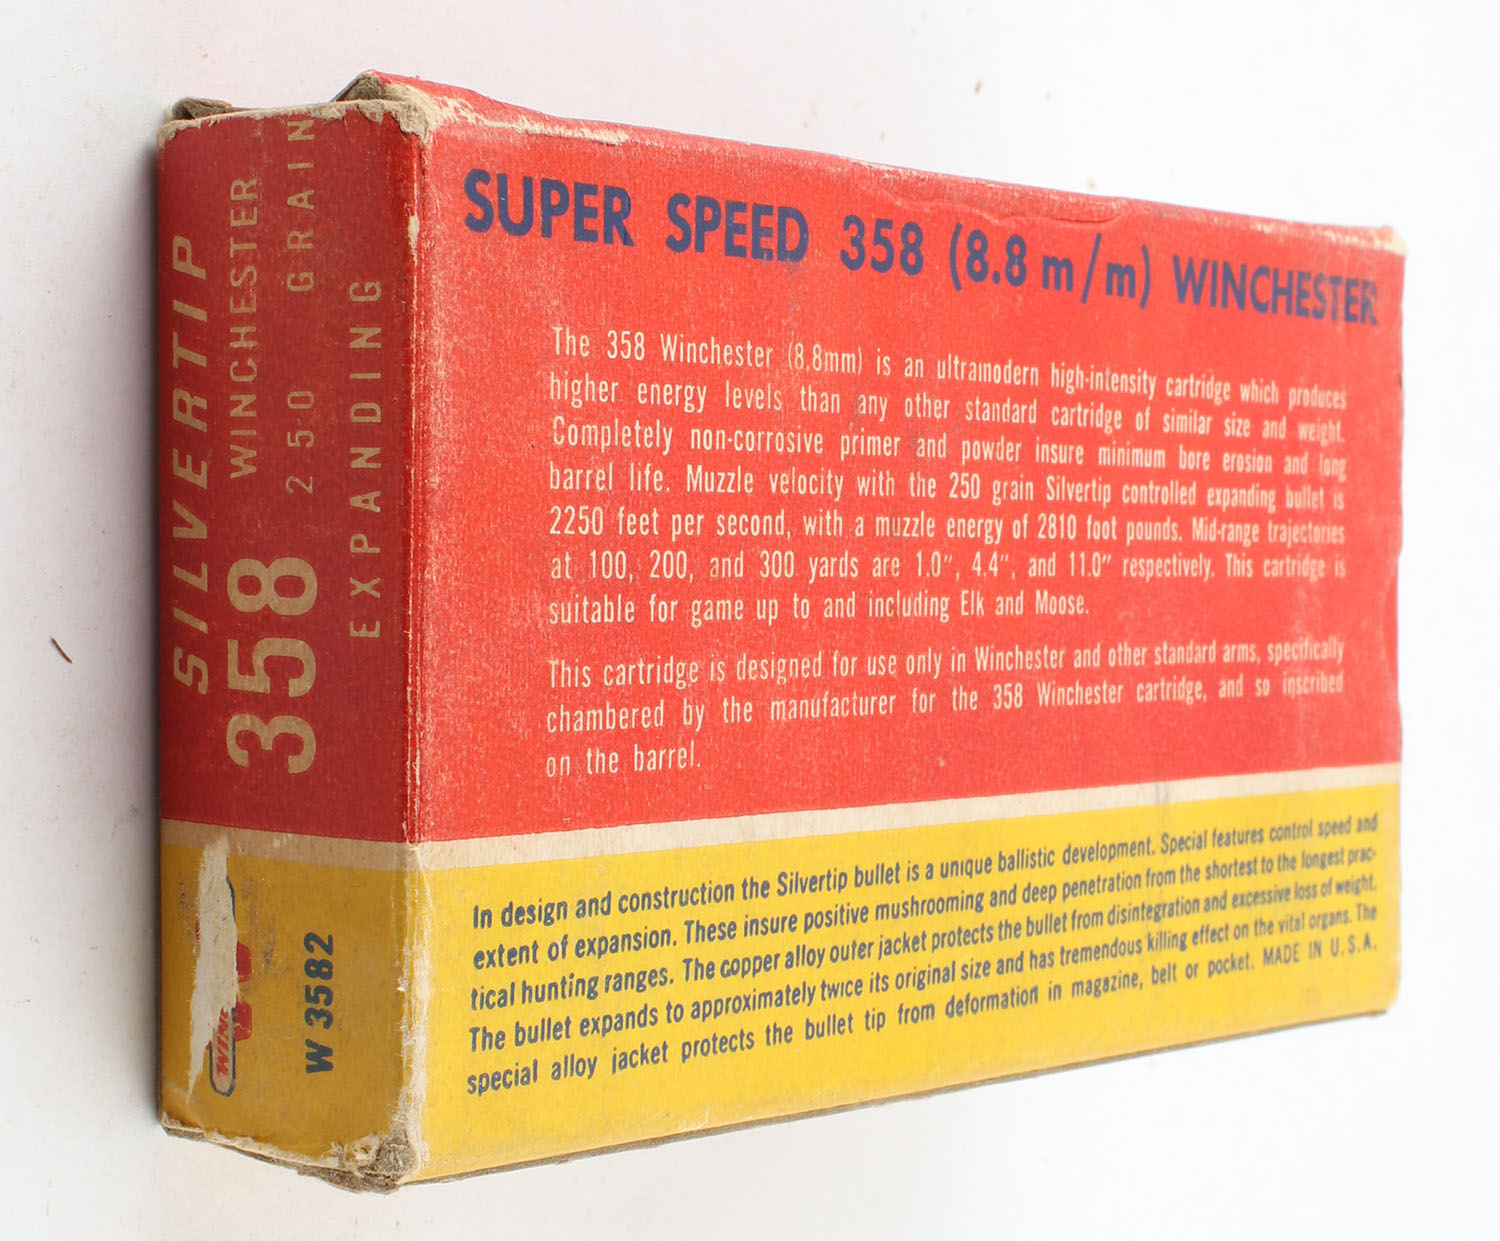 SILVERTIP
358 WINCHESTER
250 GRAIN
EXPANDING
W 3582
SUPER SPEED 358 (8.8 m/m) WINCHESTER
The 358 Winchester (8.8mm) is an ultramodern high-intensity cartridge which produces
higher energy levels than any other standard cartridge of similar size and weight.
Completely non-corrosive primer and powder insure minimum bore erosion and long
barrel life. Muzzle velocity with the 250 grain Silvertip controlled expanding bullet is
2250 feet per second, with a muzzle energy of 2810 foot pounds. Mid-range trajectories
at 100, 200, and 300 yards are 1.0", 4.4", and 11.0" respectively. This cartridge is
suitable for game up to and including Elk and Moose.
This cartridge is designed for use only in Winchester and other standard arms, specifically
chambered by the manufacturer for the 358 Winchester cartridge, and so inscribed
on the barrel.
In design and construction the Silvertip bullet is a unique ballistic development. Special features control speed and
extent of expansion. These insure positive mushrooming and deep penetration from the shortest to the longest prac-
tical hunting ranges. The copper alloy outer jacket protects the bullet from disintegration and excessive loss of weight.
The bullet expands to approximately twice its original size and has tremendous killing effect on the vital organs. The
special alloy jacket protects the bullet tip from deformation in magazine, belt or pocket. MADE IN U.S.A.